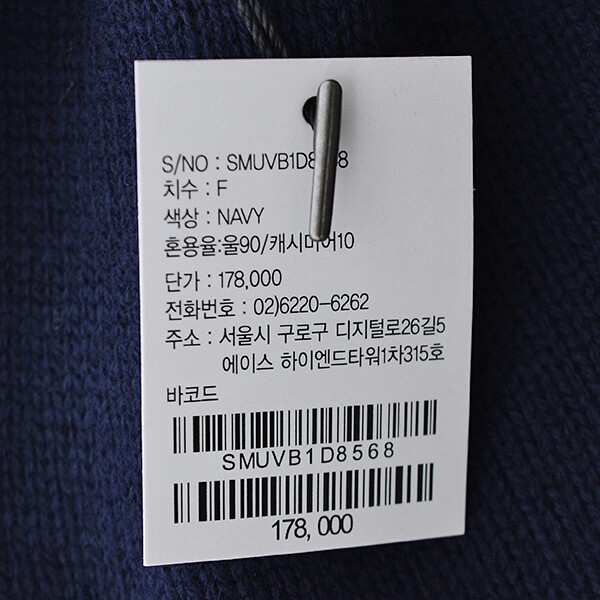 S/NO : SMUVB1D8568
치수 : F
색상 : NAVY
혼용율:울90/캐시미어10
단가 : 178,000
전화번호 : 02)6220-6262
주소 : 서울시 구로구 디지털로26길5
에이스 하이엔드타워1차315호
바코드
SMUVB1D8568
178,000